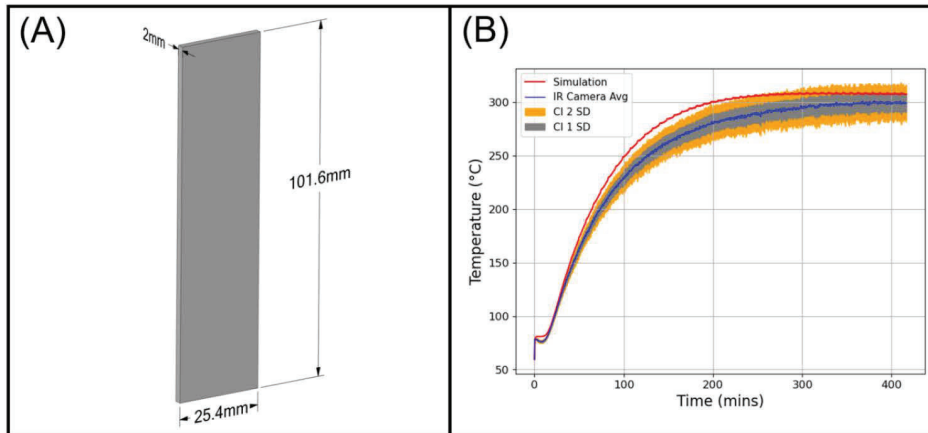 (A)
2mm
101.6mm
25.4mm
(B)
Simulation
IR Camera Avg
CI 2 SD
CI 1 SD
Temperature (°C)
300
250
200
150
100
50
0
100
200
300
400
Time (mins)